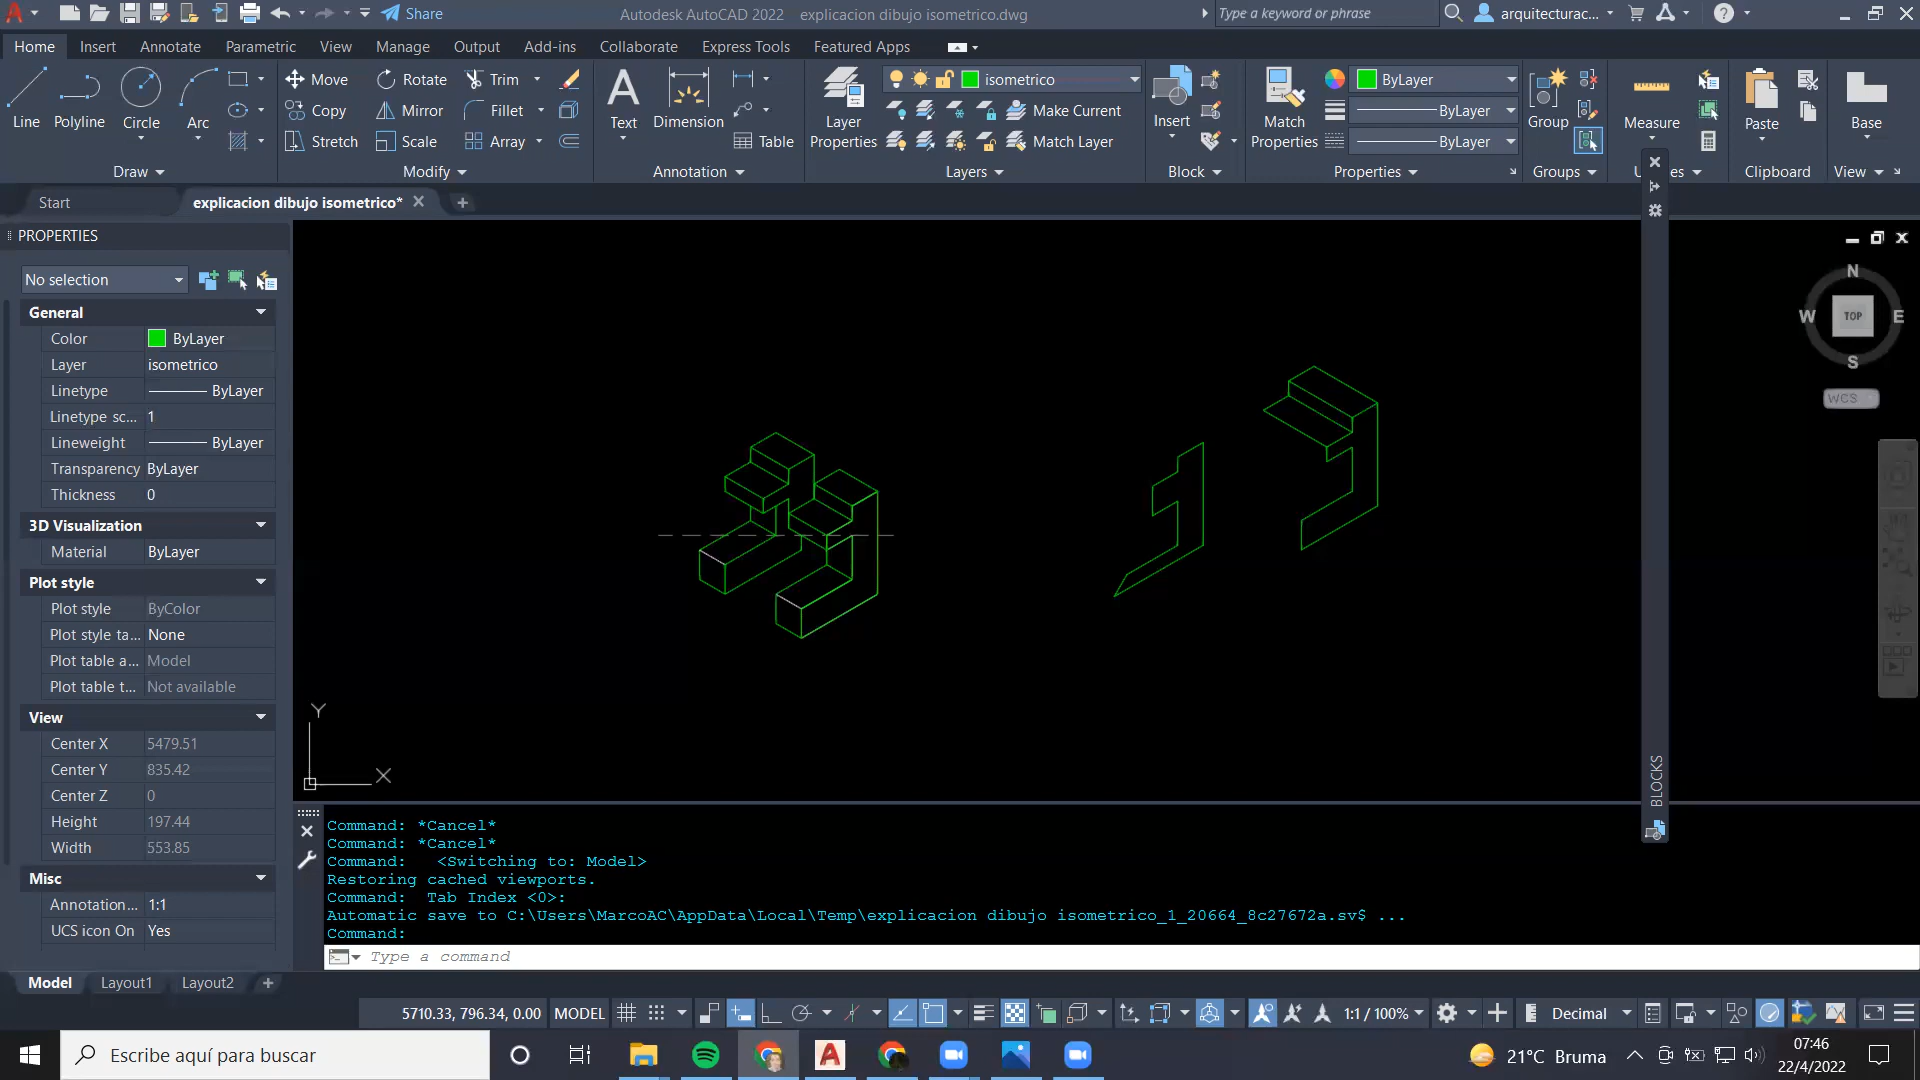 Share
Autodesk AutoCAD 2022 explicacion dibujo isometrico.dwg
Type a keyword or phrase
arquitecturac...
Home Insert Annotate Parametric View Manage Output Add-ins Collaborate Express Tools Featured Apps
Line Polyline Circle Arc
Draw
Move Rotate Trim
Copy Mirror Fillet
Stretch Scale Array
Modify
Text Dimension Table
Annotation
Layer Properties
isometrico
Make Current
Match Layer
Layers
Insert
Block
Match Properties
ByLayer
ByLayer
ByLayer
Properties
Group
Groups
Measure
Paste
Clipboard
Base
View
Start explicacion dibujo isometrico*
PROPERTIES
No selection
General
Color ByLayer
Layer isometrico
Linetype ByLayer
Linetype sc... 1
Lineweight ByLayer
Transparency ByLayer
Thickness 0
3D Visualization
Material ByLayer
Plot style
Plot style ByColor
Plot style ta... None
Plot table a... Model
Plot table t... Not available
View
Center X 5479.51
Center Y 835.42
Center Z 0
Height 197.44
Width 553.85
Misc
Annotation... 1:1
UCS icon On Yes
N
W TOP E
S
WCS
BLOCKS
Y
X
Command: *Cancel*
Command: *Cancel*
Command: <Switching to: Model>
Restoring cached viewports.
Command: Tab Index <0>:
Automatic save to C:\Users\MarcoAC\AppData\Local\Temp\explicacion dibujo isometrico_1_20664_8c27672a.sv$ ...
Command:
Type a command
Model Layout1 Layout2
5710.33, 796.34, 0.00 MODEL 1:1 / 100% Decimal
Escribe aquí para buscar
21°C Bruma
07:46
22/4/2022